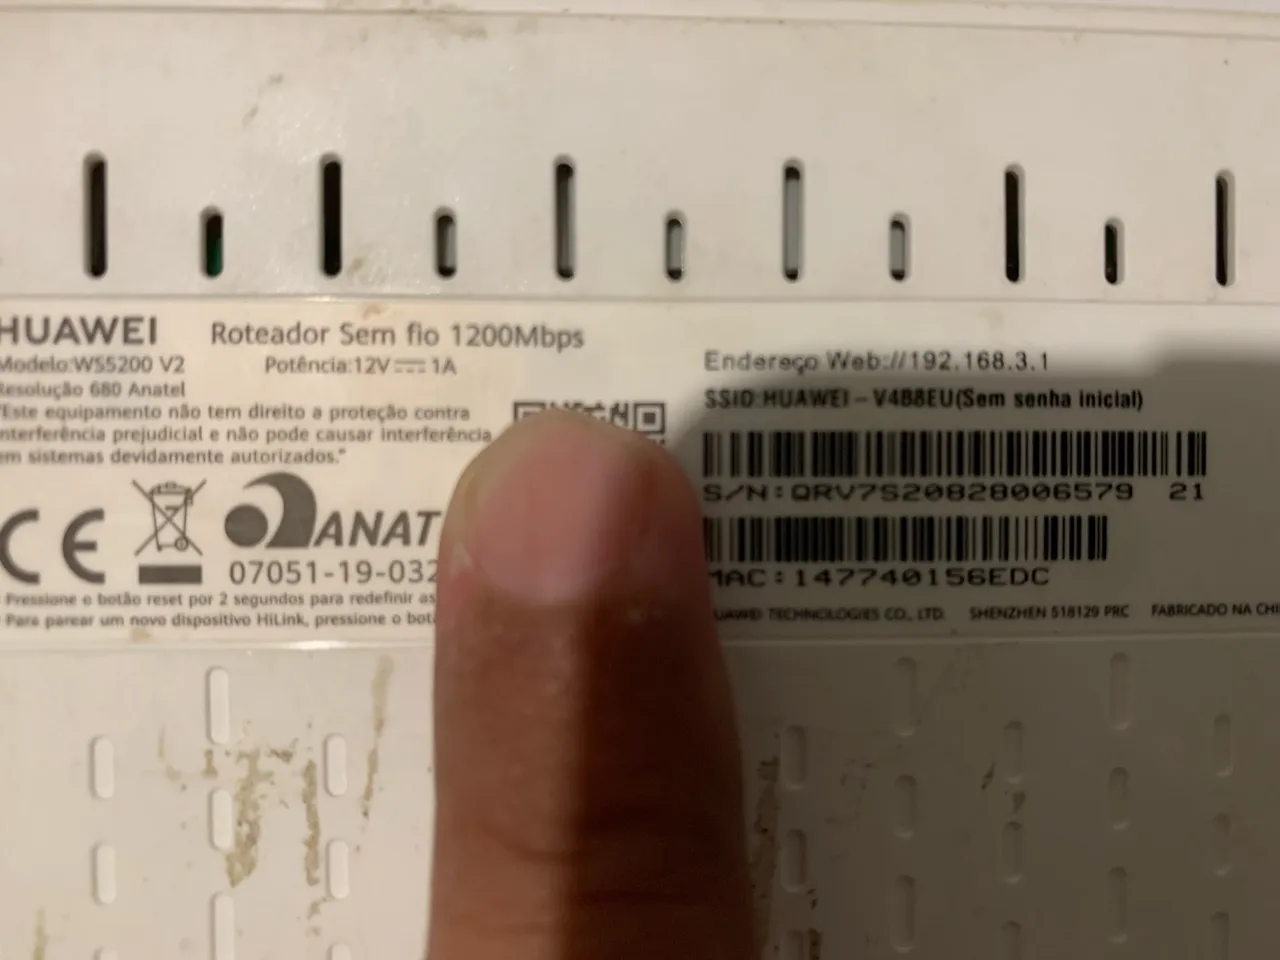 HUAWEI Roteador Sem fio 1200Mbps
Modelo:WS5200 V2 Potência:12V⎓1A
Resolução 680 Anatel
"Este equipamento não tem direito a proteção contra
interferência prejudicial e não pode causar interferência
em sistemas devidamente autorizados."
CE ANAT
07051-19-032
Pressione o botão reset por 2 segundos para redefinir as
Para parear um novo dispositivo HiLink, pressione o
Endereço Web://192.168.3.1
SSID:HUAWEI-V4B8EU(Sem senha inicial)
S/N:QRV7S20828006579 21
MAC:147740156EDC
HUAWEI TECHNOLOGIES CO., LTD. SHENZHEN 518129 PRC FABRICADO NA